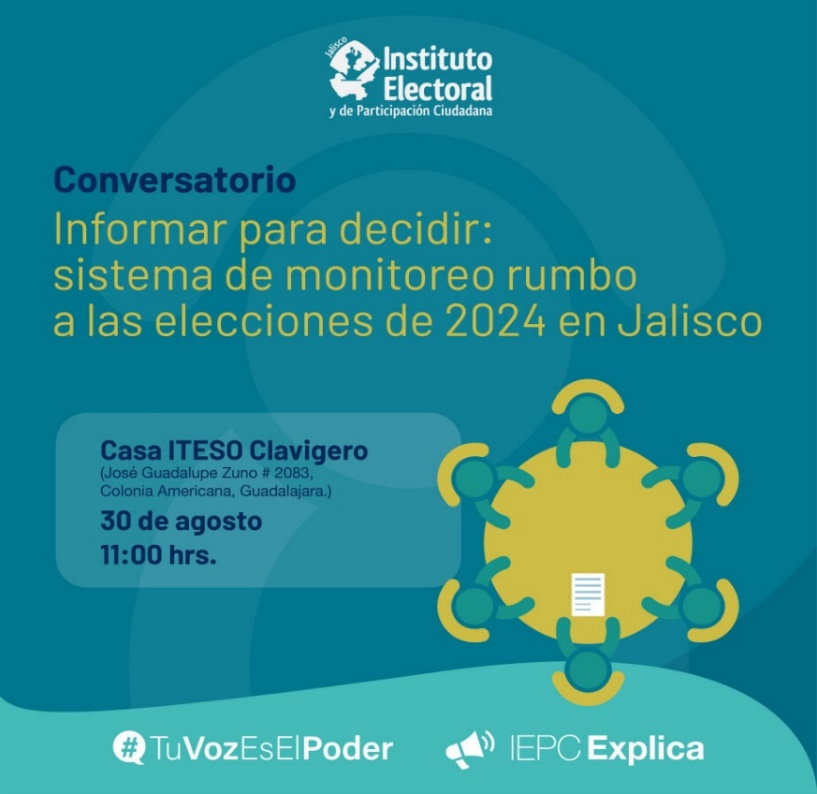 Jalisco
Instituto
Electoral
y de Participación Ciudadana
Conversatorio
Informar para decidir:
sistema de monitoreo rumbo
a las elecciones de 2024 en Jalisco
Casa ITESO Clavigero
(José Guadalupe Zuno # 2083,
Colonia Americana, Guadalajara.)
30 de agosto
11:00 hrs.
#TuVozEsElPoder
IEPC Explica